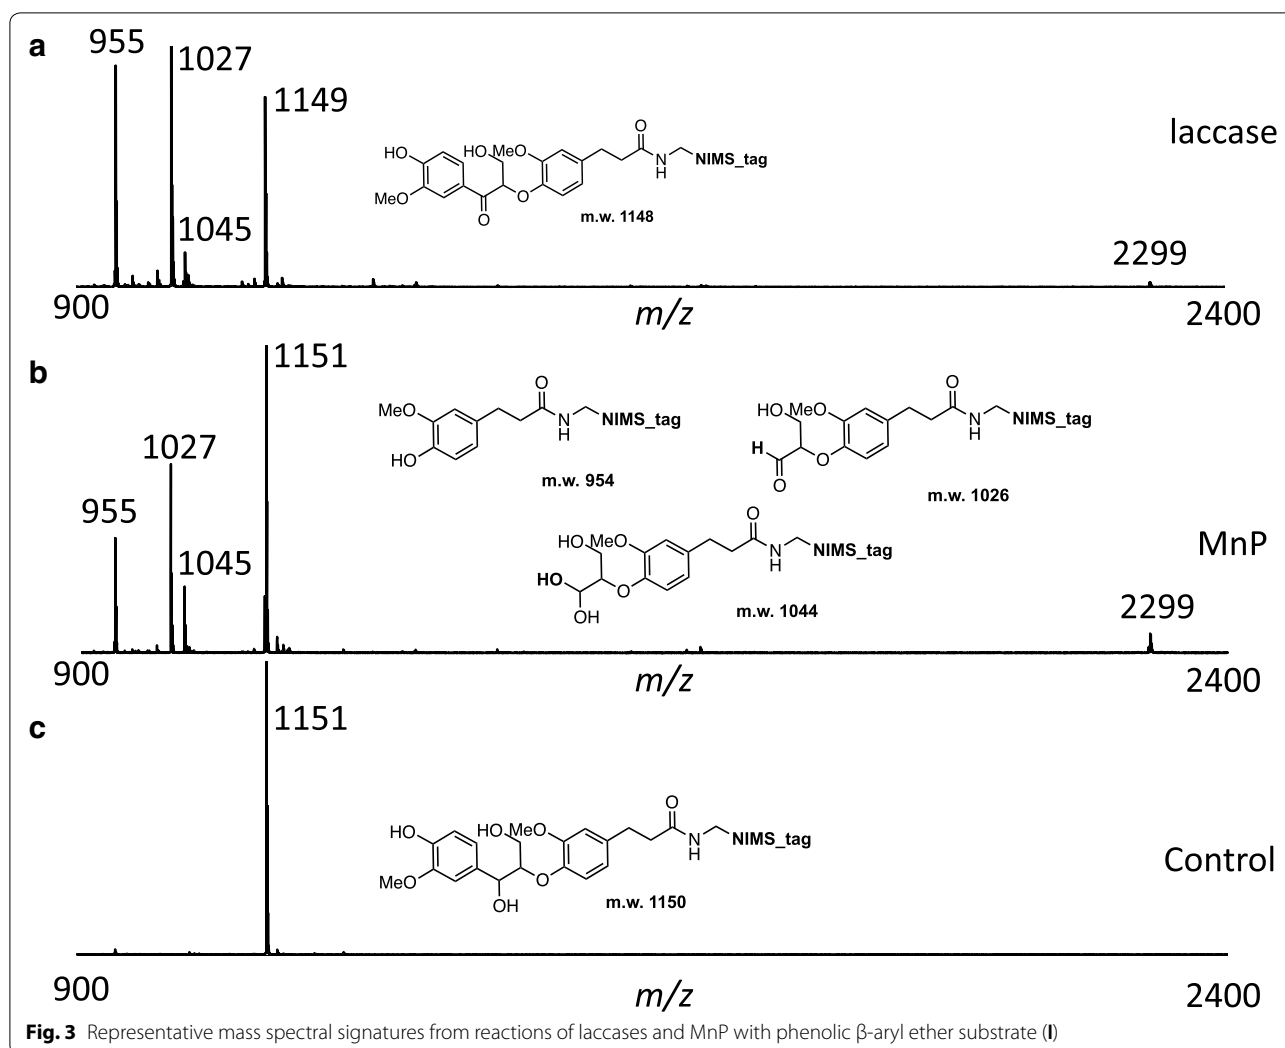 a
955
1027
1149
1045
HO
MeO
O
HO
MeO
O
O
N
H
NIMS_tag
m.w. 1148
laccase
2299
900
m/z
2400
b
1151
1027
955
1045
MeO
HO
O
N
H
NIMS_tag
m.w. 954
HO
MeO
H
O
O
O
N
H
NIMS_tag
m.w. 1026
HO
MeO
HO
OH
O
O
N
H
NIMS_tag
m.w. 1044
MnP
2299
900
m/z
2400
c
1151
HO
MeO
OH
HO
MeO
O
O
N
H
NIMS_tag
m.w. 1150
Control
900
m/z
2400
Fig. 3 Representative mass spectral signatures from reactions of laccases and MnP with phenolic β-aryl ether substrate (I)